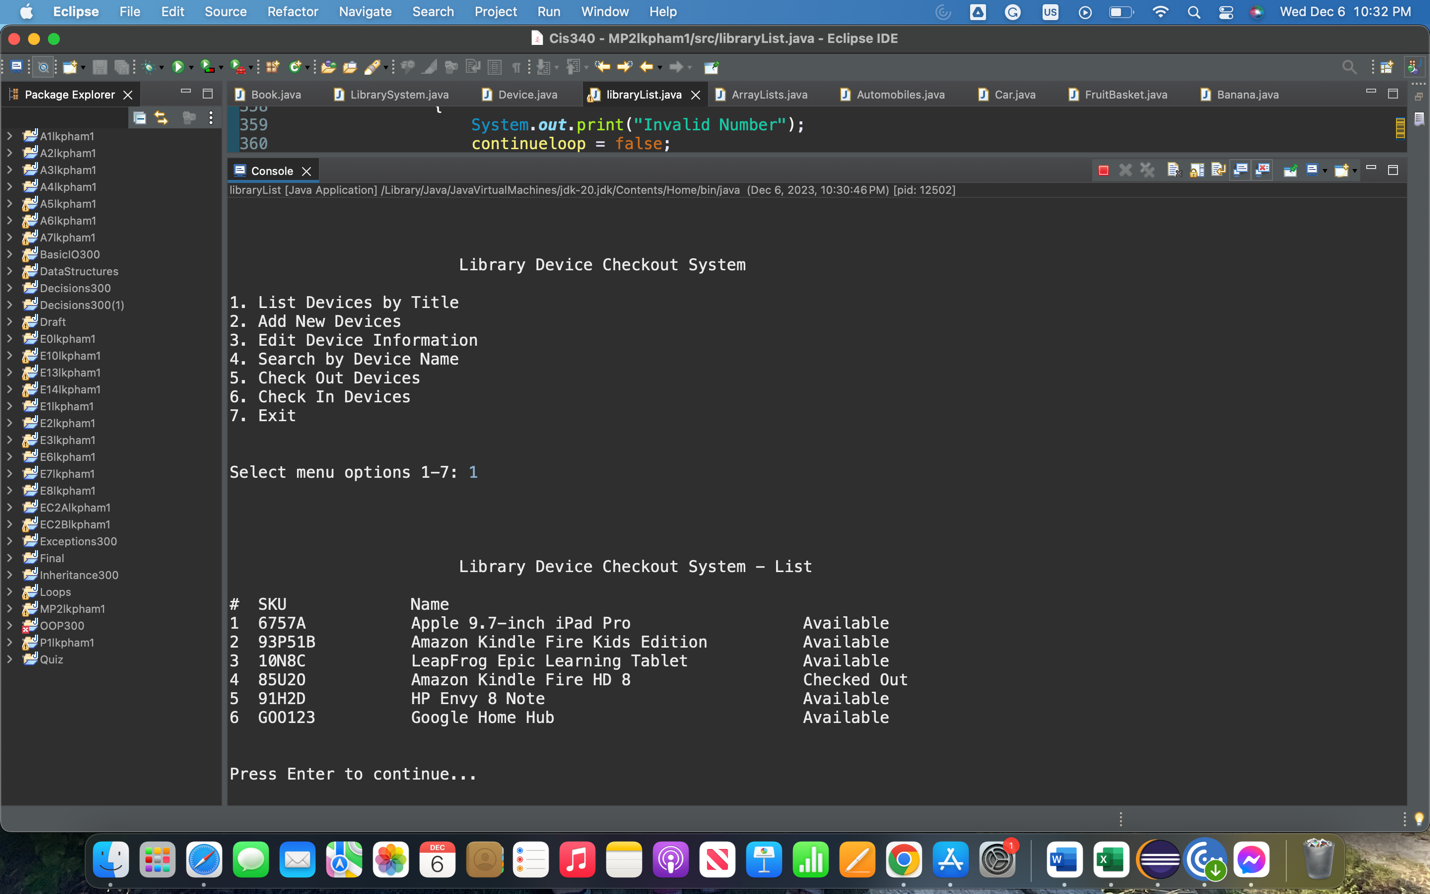 Eclipse File Edit Source Refactor Navigate Search Project Run Window Help US Wed Dec 6 10:32 PM
Cis340 - MP2lkpham1/src/libraryList.java - Eclipse IDE
Package Explorer
Book.java LibrarySystem.java Device.java libraryList.java ArrayLists.java Automobiles.java Car.java FruitBasket.java Banana.java
358 {
359 System.out.print("Invalid Number");
360 continueloop = false;
Console
libraryList [Java Application] /Library/Java/JavaVirtualMachines/jdk-20.jdk/Contents/Home/bin/java (Dec 6, 2023, 10:30:46 PM) [pid: 12502]
A1lkpham1
A2lkpham1
A3lkpham1
A4lkpham1
A5lkpham1
A6lkpham1
A7lkpham1
BasicIO300
DataStructures
Decisions300
Decisions300(1)
Draft
E0lkpham1
E10lkpham1
E13lkpham1
E14lkpham1
E1lkpham1
E2lkpham1
E3lkpham1
E6lkpham1
E7lkpham1
E8lkpham1
EC2Alkpham1
EC2Blkpham1
Exceptions300
Final
Inheritance300
Loops
MP2lkpham1
OOP300
P1lkpham1
Quiz
Library Device Checkout System
1. List Devices by Title
2. Add New Devices
3. Edit Device Information
4. Search by Device Name
5. Check Out Devices
6. Check In Devices
7. Exit
Select menu options 1-7: 1
Library Device Checkout System - List
# SKU Name
1 6757A Apple 9.7-inch iPad Pro Available
2 93P51B Amazon Kindle Fire Kids Edition Available
3 10N8C LeapFrog Epic Learning Tablet Available
4 85U2O Amazon Kindle Fire HD 8 Checked Out
5 91H2D HP Envy 8 Note Available
6 GOO123 Google Home Hub Available
Press Enter to continue...
DEC
6
1